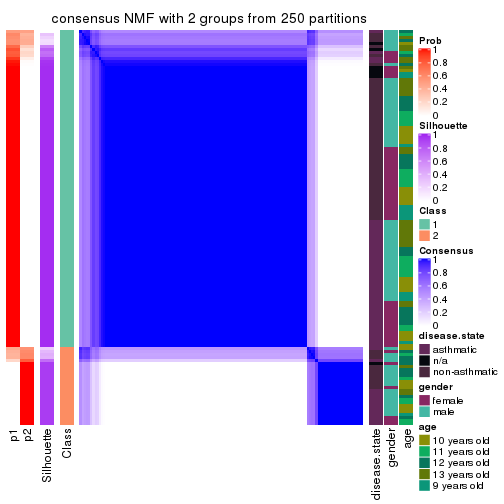 consensus NMF with 2 groups from 250 partitions
Prob
1
0.8
0.6
0.4
0.2
0
Silhouette
1
0.8
0.6
0.4
0.2
0
Class
1
2
Consensus
1
0.8
0.6
0.4
0.2
0
disease.state
asthmatic
n/a
non-asthmatic
gender
female
male
age
10 years old
11 years old
12 years old
13 years old
9 years old
p1
p2
Silhouette
Class
disease.state
gender
age